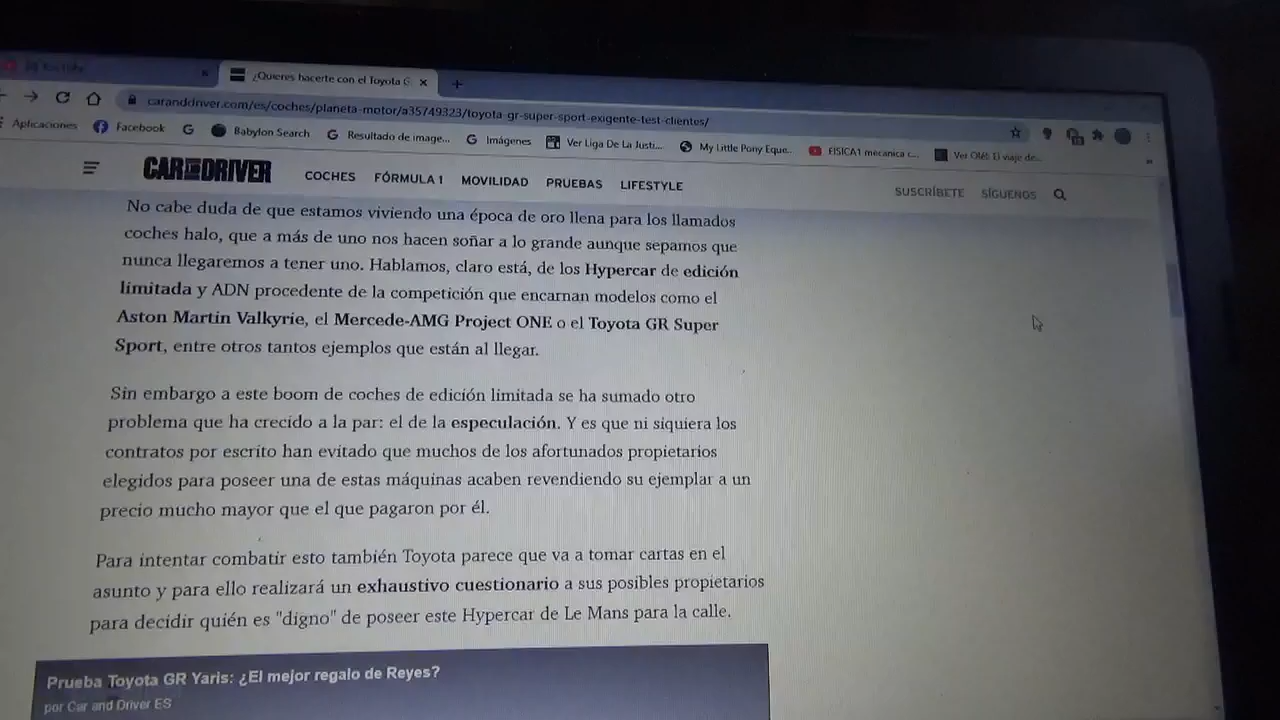 YouTube
¿Quieres hacerte con el Toyota G
caranddriver.com/es/coches/planeta-motor/a35749323/toyota-gr-super-sport-exigente-test-clientes/
Aplicaciones Facebook Babylon Search Resultado de image... Imágenes Ver Liga De La Justi... My Little Pony Eque... FISICA1 mecanica c... Ver Olé!: El viaje de...
CAR AND DRIVER COCHES FÓRMULA 1 MOVILIDAD PRUEBAS LIFESTYLE SUSCRÍBETE SÍGUENOS
No cabe duda de que estamos viviendo una época de oro llena para los llamados
coches halo, que a más de uno nos hacen soñar a lo grande aunque sepamos que
nunca llegaremos a tener uno. Hablamos, claro está, de los Hypercar de edición
limitada y ADN procedente de la competición que encarnan modelos como el
Aston Martin Valkyrie, el Mercede-AMG Project ONE o el Toyota GR Super
Sport, entre otros tantos ejemplos que están al llegar.
Sin embargo a este boom de coches de edición limitada se ha sumado otro
problema que ha crecido a la par: el de la especulación. Y es que ni siquiera los
contratos por escrito han evitado que muchos de los afortunados propietarios
elegidos para poseer una de estas máquinas acaben revendiendo su ejemplar a un
precio mucho mayor que el que pagaron por él.
Para intentar combatir esto también Toyota parece que va a tomar cartas en el
asunto y para ello realizará un exhaustivo cuestionario a sus posibles propietarios
para decidir quién es "digno" de poseer este Hypercar de Le Mans para la calle.
Prueba Toyota GR Yaris: ¿El mejor regalo de Reyes?
por Car and Driver ES